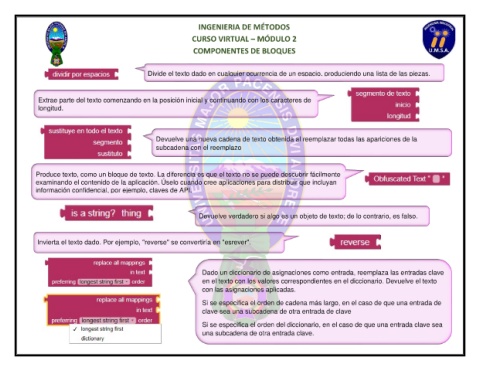 INGENIERIA DE MÉTODOS
CURSO VIRTUAL – MÓDULO 2
COMPONENTES DE BLOQUES
U.M.S.A.
dividir por espacios
Divide el texto dado en cualquier ocurrencia de un espacio, produciendo una lista de las piezas.
Extrae parte del texto comenzando en la posición inicial y continuando con los caracteres de
longitud.
segmento de texto
inicio
longitud
sustituye en todo el texto
segmento
sustituto
Devuelve una nueva cadena de texto obtenida al reemplazar todas las apariciones de la
subcadena con el reemplazo
Produce texto, como un bloque de texto. La diferencia es que el texto no se puede descubrir fácilmente
examinando el contenido de la aplicación. Úselo cuando cree aplicaciones para distribuir que incluyan
información confidencial, por ejemplo, claves de API.
Obfuscated Text " "
is a string? thing
Devuelve verdadero si algo es un objeto de texto; de lo contrario, es falso.
Invierta el texto dado. Por ejemplo, "reverse" se convertiría en "esrever".
reverse
replace all mappings
in text
preferring longest string first order
Dado un diccionario de asignaciones como entrada, reemplaza las entradas clave
en el texto con los valores correspondientes en el diccionario. Devuelve el texto
con las asignaciones aplicadas.
Si se especifica el orden de cadena más largo, en el caso de que una entrada de
clave sea una subcadena de otra entrada de clave
Si se especifica el orden del diccionario, en el caso de que una entrada clave sea
una subcadena de otra entrada clave.
replace all mappings
in text
preferring longest string first order
✓ longest string first
dictionary